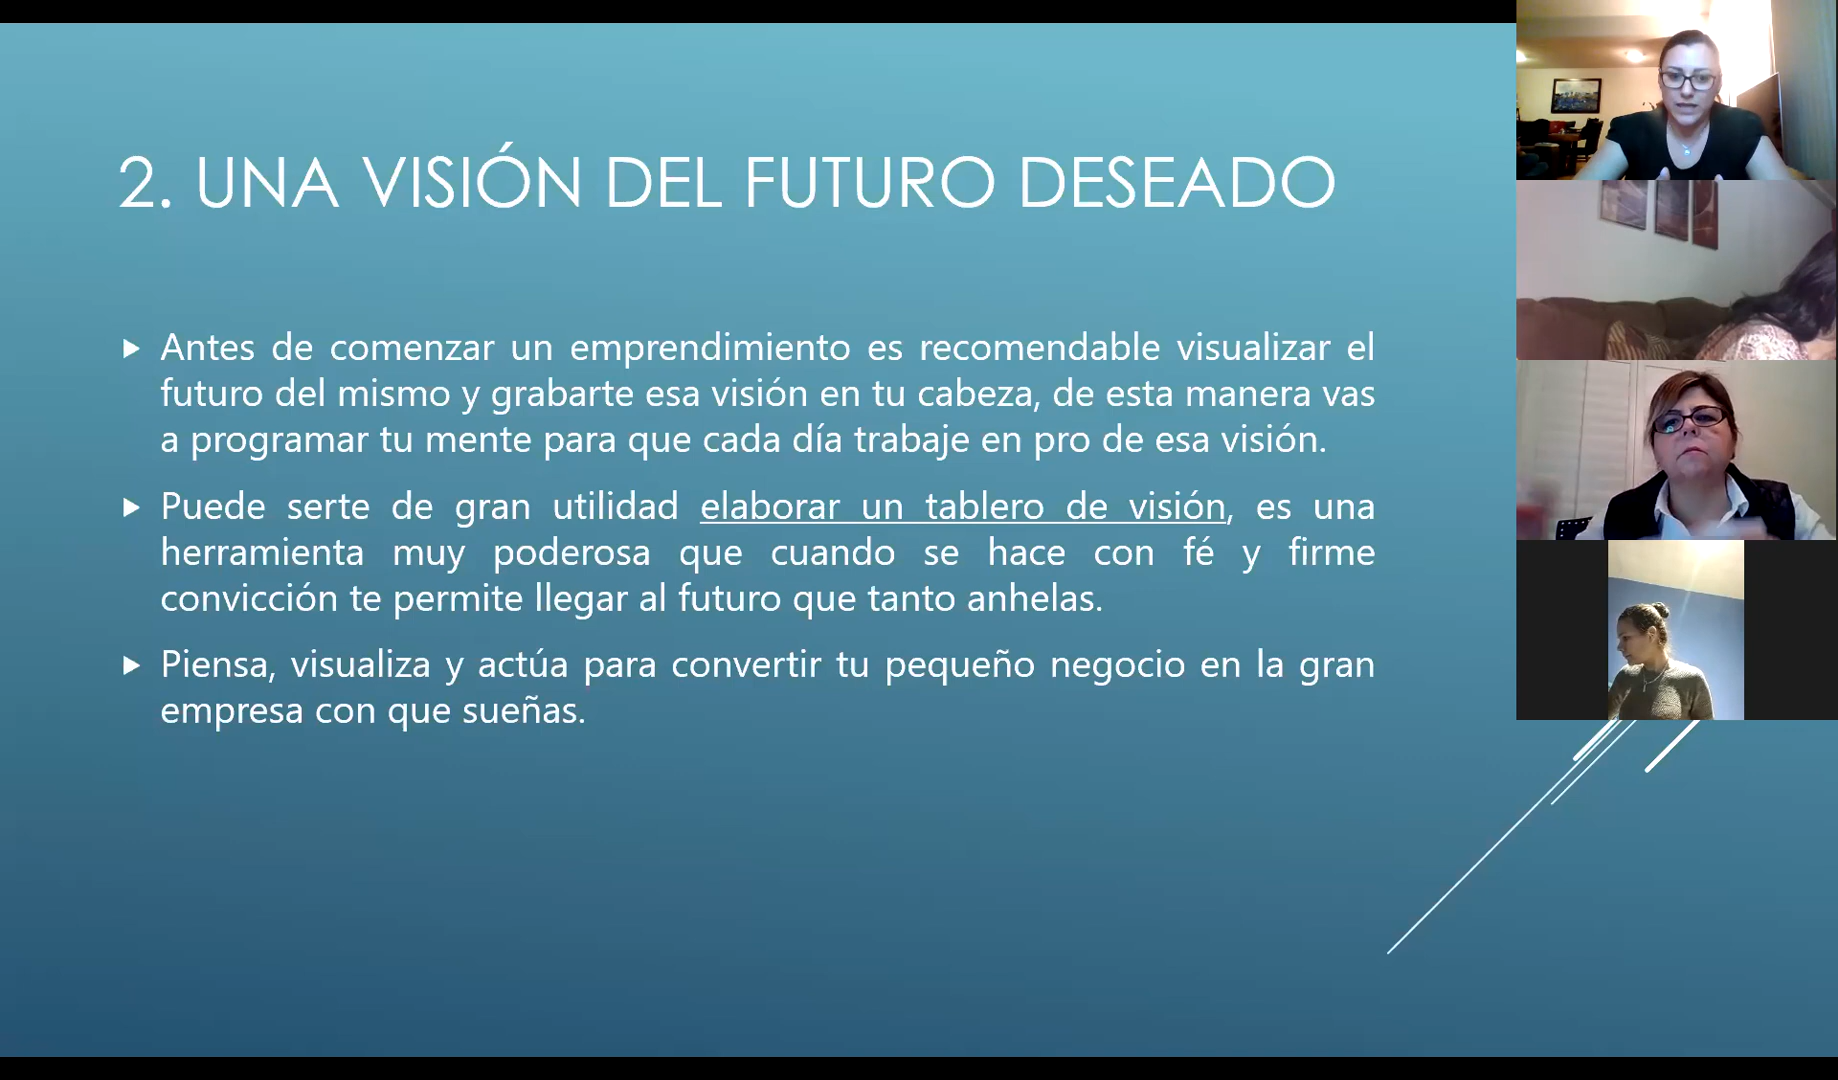 2. UNA VISIÓN DEL FUTURO DESEADO
Antes de comenzar un emprendimiento es recomendable visualizar el
futuro del mismo y grabarte esa visión en tu cabeza, de esta manera vas
a programar tu mente para que cada día trabaje en pro de esa visión.
Puede serte de gran utilidad elaborar un tablero de visión, es una
herramienta muy poderosa que cuando se hace con fé y firme
convicción te permite llegar al futuro que tanto anhelas.
Piensa, visualiza y actúa para convertir tu pequeño negocio en la gran
empresa con que sueñas.